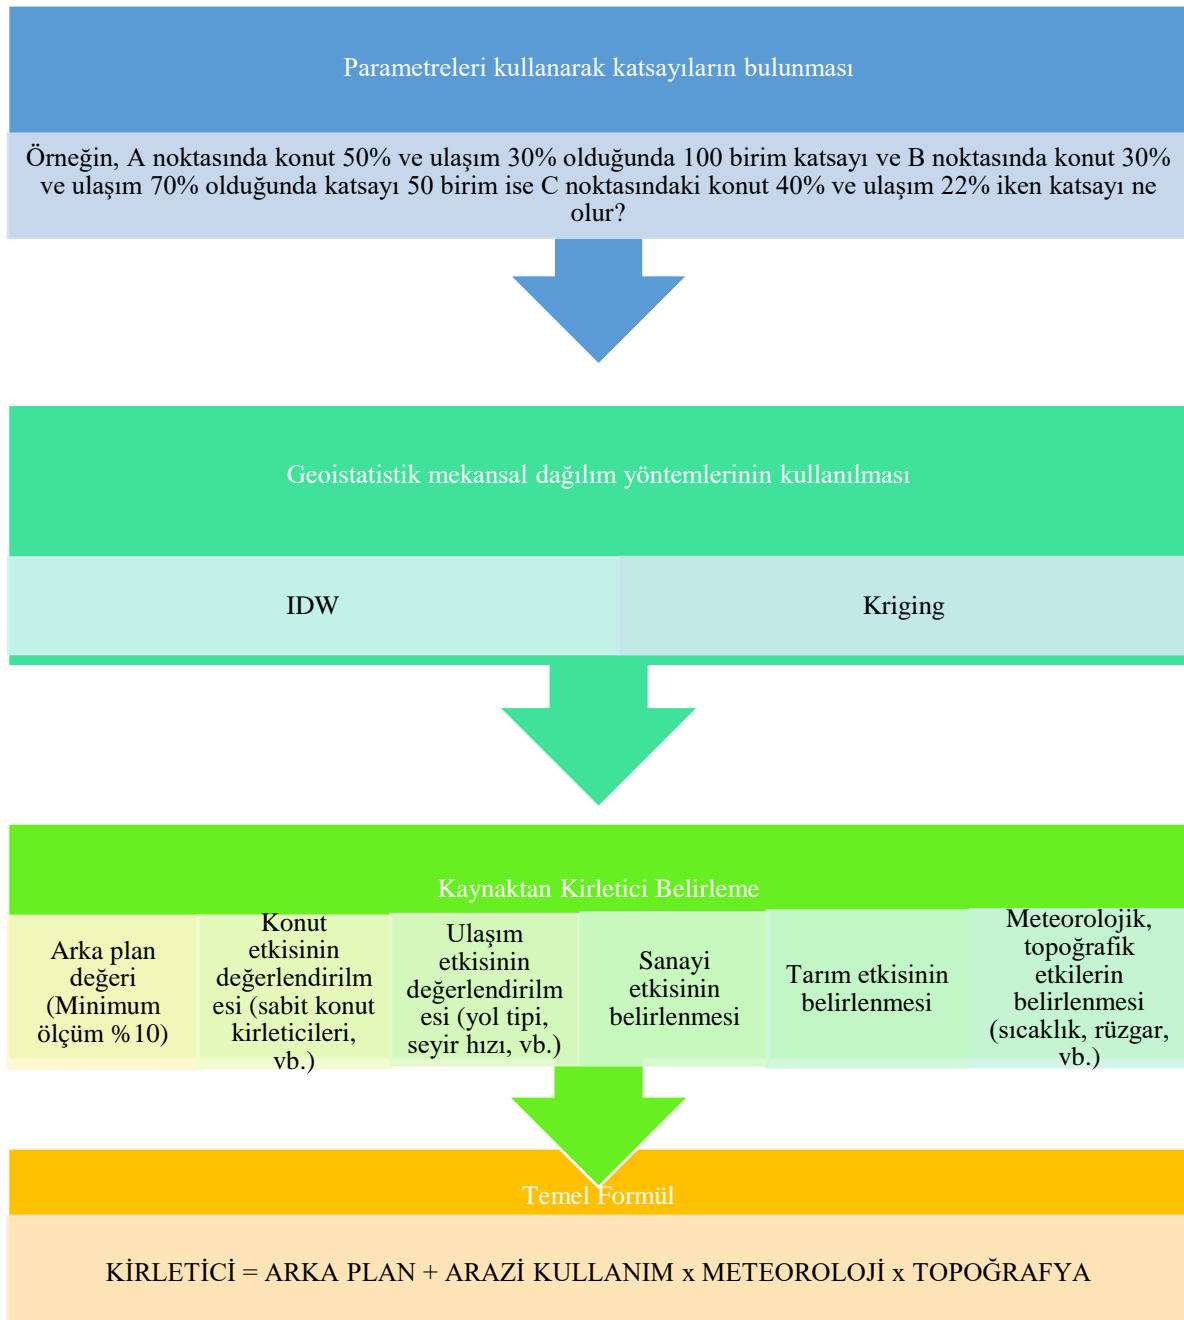 Parametreleri kullanarak katsayıların bulunması
Örneğin, A noktasında konut 50% ve ulaşım 30% olduğunda 100 birim katsayı ve B noktasında konut 30%
ve ulaşım 70% olduğunda katsayı 50 birim ise C noktasındaki konut 40% ve ulaşım 22% iken katsayı ne
olur?
Geoistatistik mekansal dağılım yöntemlerinin kullanılması
IDW
Kriging
Kaynaktan Kirletici Belirleme
Arka plan
değeri
(Minimum
ölçüm %10)
Konut
etkisinin
değerlendirilm
esi (sabit konut
kirleticileri,
vb.)
Ulaşım
etkisinin
değerlendirilm
esi (yol tipi,
seyir hızı, vb.)
Sanayi
etkisinin
belirlenmesi
Tarım etkisinin
belirlenmesi
Meteorolojik,
topoğrafik
etkilerin
belirlenmesi
(sıcaklık, rüzgar,
vb.)
Temel Formül
KİRLETİCİ = ARKA PLAN + ARAZİ KULLANIM x METEOROLOJİ x TOPOĞRAFYA